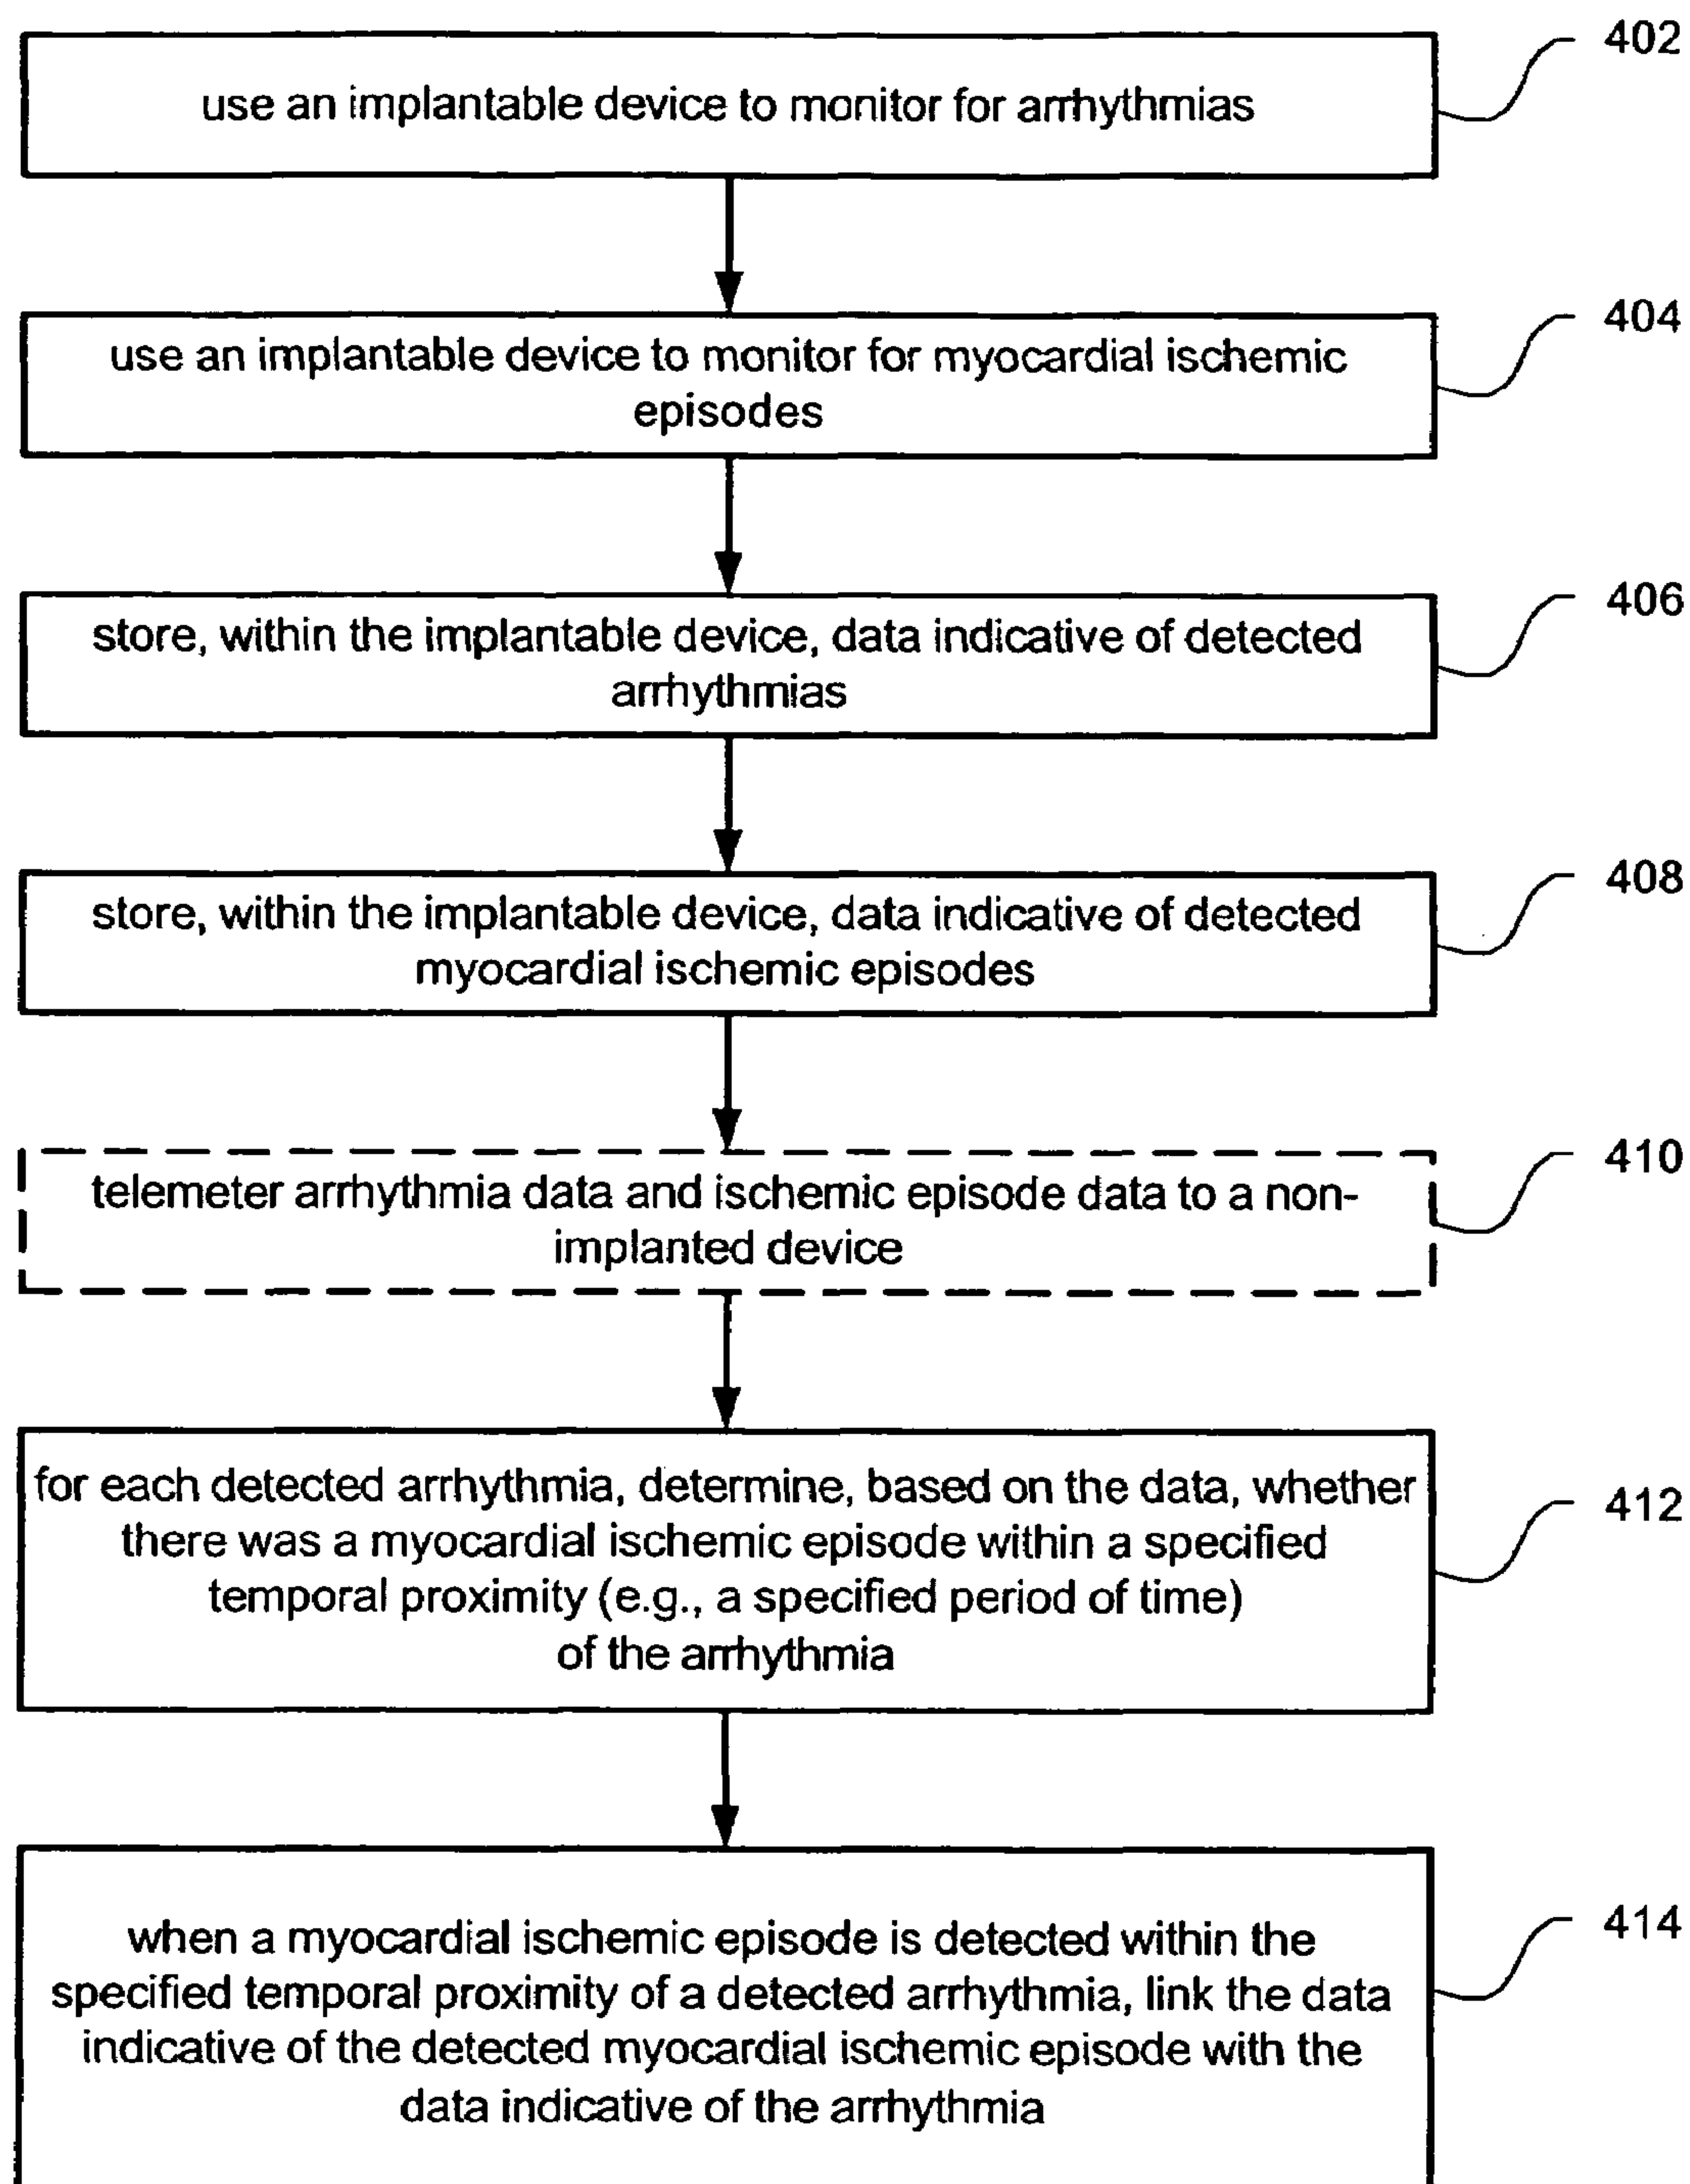 402
use an implantable device to monitor for arrhythmias
404
use an implantable device to monitor for myocardial ischemic
episodes
406
store, within the implantable device, data indicative of detected
arrhythmias
408
store, within the implantable device, data indicative of detected
myocardial ischemic episodes
410
telemeter arrhythmia data and ischemic episode data to a non-
implanted device
412
for each detected arrhythmia, determine, based on the data, whether
there was a myocardial ischemic episode within a specified
temporal proximity (e.g., a specified period of time)
of the arrhythmia
414
when a myocardial ischemic episode is detected within the
specified temporal proximity of a detected arrhythmia, link the data
indicative of the detected myocardial ischemic episode with the
data indicative of the arrhythmia